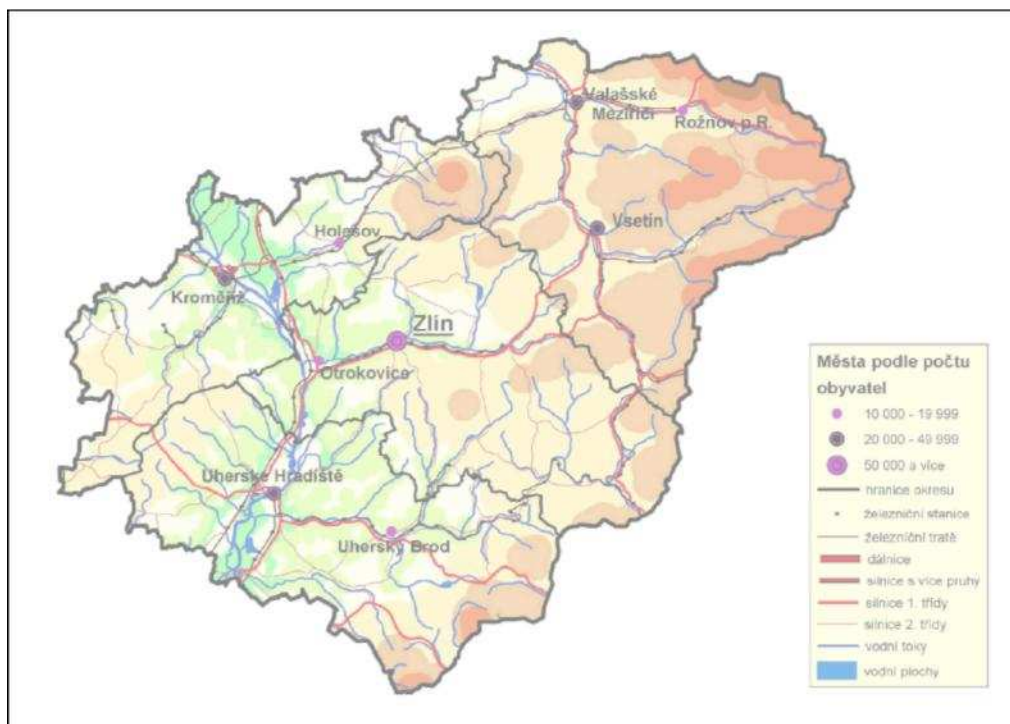 Valašské
Meziříčí
Rožnov p.R.
Vsetín
Holešov
Kroměříž
Zlín
Otrokovice
Uherské Hradiště
Uherský Brod
Města podle počtu
obyvatel
10 000 - 19 999
20 000 - 49 999
50 000 a více
hranice okresu
železniční stanice
železniční tratě
dálnice
silnice s více pruhy
silnice 1. třídy
silnice 2. třídy
vodní toky
vodní plochy